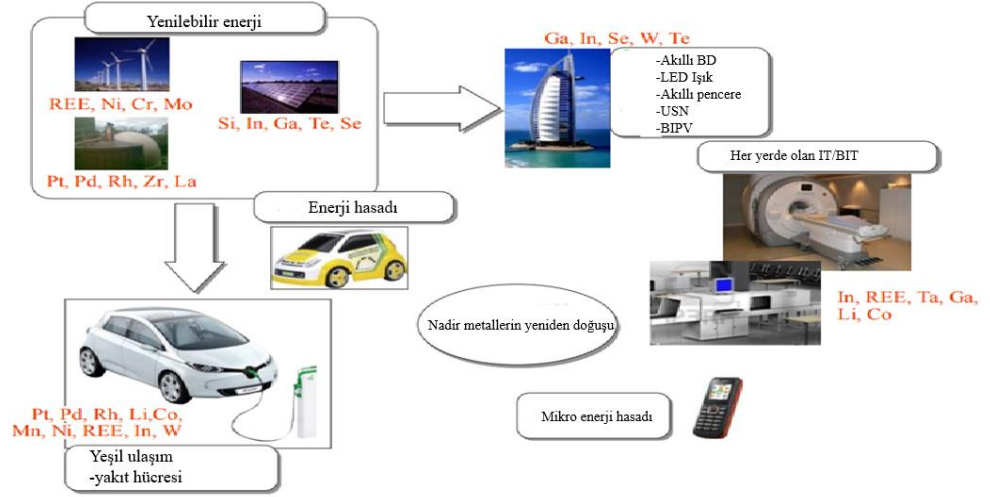 Yenilebilir enerji
REE, Ni, Cr, Mo
Si, In, Ga, Te, Se
Pt, Pd, Rh, Zr, La
Ga, In, Se, W, Te
-Akıllı BD
-LED Işık
-Akıllı pencere
-USN
-BIPV
Her yerde olan IT/BIT
Enerji hasadı
In, REE, Ta, Ga,
Li, Co
Nadir metallerin yeniden doğuşu
Mikro enerji hasadı
Pt, Pd, Rh, Li,Co,
Mn, Ni, REE, In, W
Yeşil ulaşım
-yakıt hücresi